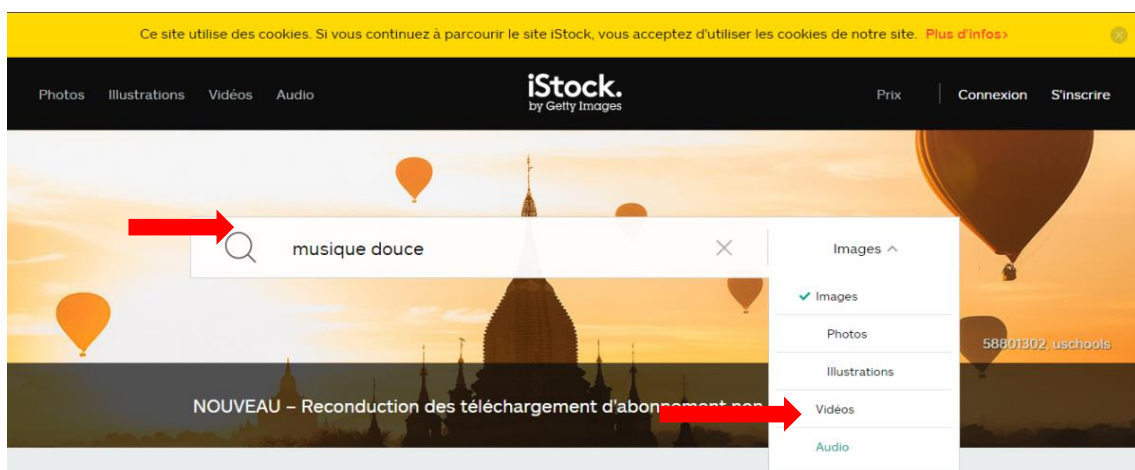 Ce site utilise des cookies. Si vous continuez à parcourir le site iStock, vous acceptez d'utiliser les cookies de notre site. Plus d'infos>
Photos Illustrations Vidéos Audio
iStock.
by Getty Images
Prix Connexion S'inscrire
musique douce
Images
Images
Photos
58801302, uschools
Illustrations
NOUVEAU – Reconduction des téléchargement d'abonnement non
Vidéos
Audio